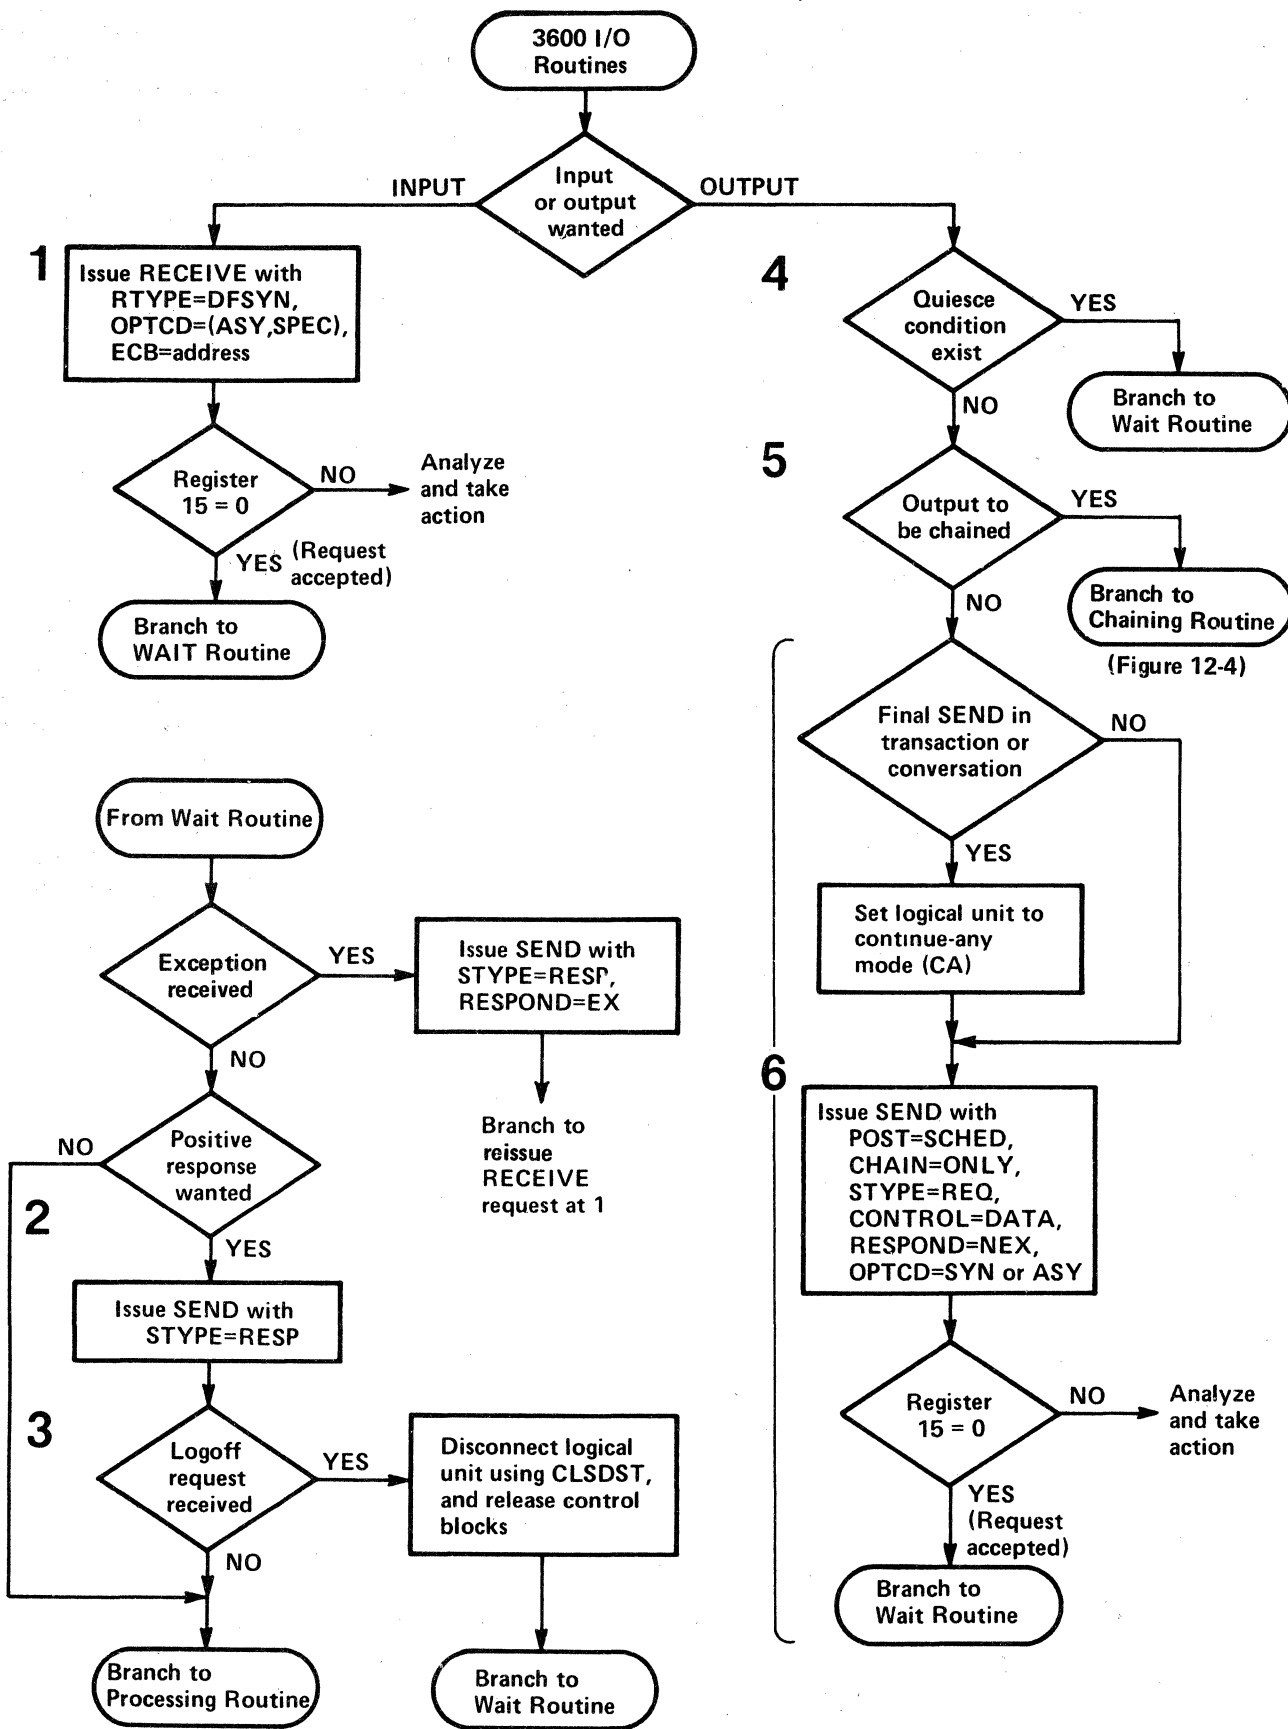 3600 I/O
Routines
Input
or output
wanted
INPUT
OUTPUT
1
Issue RECEIVE with
RTYPE=DFSYN,
OPTCD=(ASY,SPEC),
ECB=address
Register
15 = 0
NO
Analyze
and take
action
YES (Request
accepted)
Branch to
WAIT Routine
From Wait Routine
Exception
received
YES
Issue SEND with
STYPE=RESP,
RESPOND=EX
NO
Branch to
reissue
RECEIVE
request at 1
Positive
response
wanted
NO
2
YES
Issue SEND with
STYPE=RESP
3
Logoff
request
received
YES
Disconnect logical
unit using CLSDST,
and release control
blocks
NO
Branch to
Processing Routine
Branch to
Wait Routine
4
Quiesce
condition
exist
YES
Branch to
Wait Routine
NO
5
Output to
be chained
YES
Branch to
Chaining Routine
(Figure 12-4)
NO
6
Final SEND in
transaction or
conversation
NO
YES
Set logical unit to
continue-any
mode (CA)
Issue SEND with
POST=SCHED,
CHAIN=ONLY,
STYPE=REQ,
CONTROL=DATA,
RESPOND=NEX,
OPTCD=SYN or ASY
Register
15 = 0
NO
Analyze
and take
action
YES
(Request
accepted)
Branch to
Wait Routine